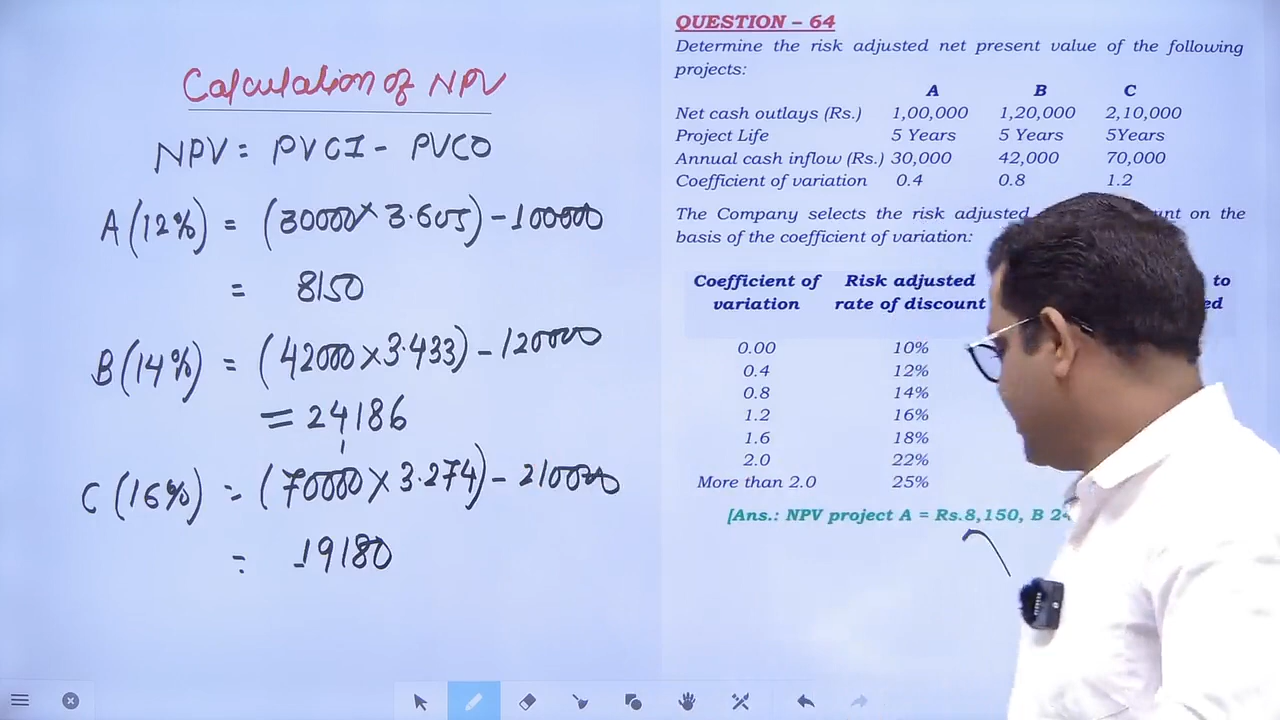 Calculation of NPV
NPV = PVCI - PVCO
A (12%) = (30000 × 3.605) - 100000
= 8150
B (14%) = (42000 × 3.433) - 120000
= 24186
C (16%) = (70000 × 3.274) - 210000
= 19180
QUESTION – 64
Determine the risk adjusted net present value of the following
projects:
A B C
Net cash outlays (Rs.) 1,00,000 1,20,000 2,10,000
Project Life 5 Years 5 Years 5Years
Annual cash inflow (Rs.) 30,000 42,000 70,000
Coefficient of variation 0.4 0.8 1.2
The Company selects the risk adjusted on the
basis of the coefficient of variation:
Coefficient of Risk adjusted to
variation rate of discount
0.00 10%
0.4 12%
0.8 14%
1.2 16%
1.6 18%
2.0 22%
More than 2.0 25%
[Ans.: NPV project A = Rs.8,150, B